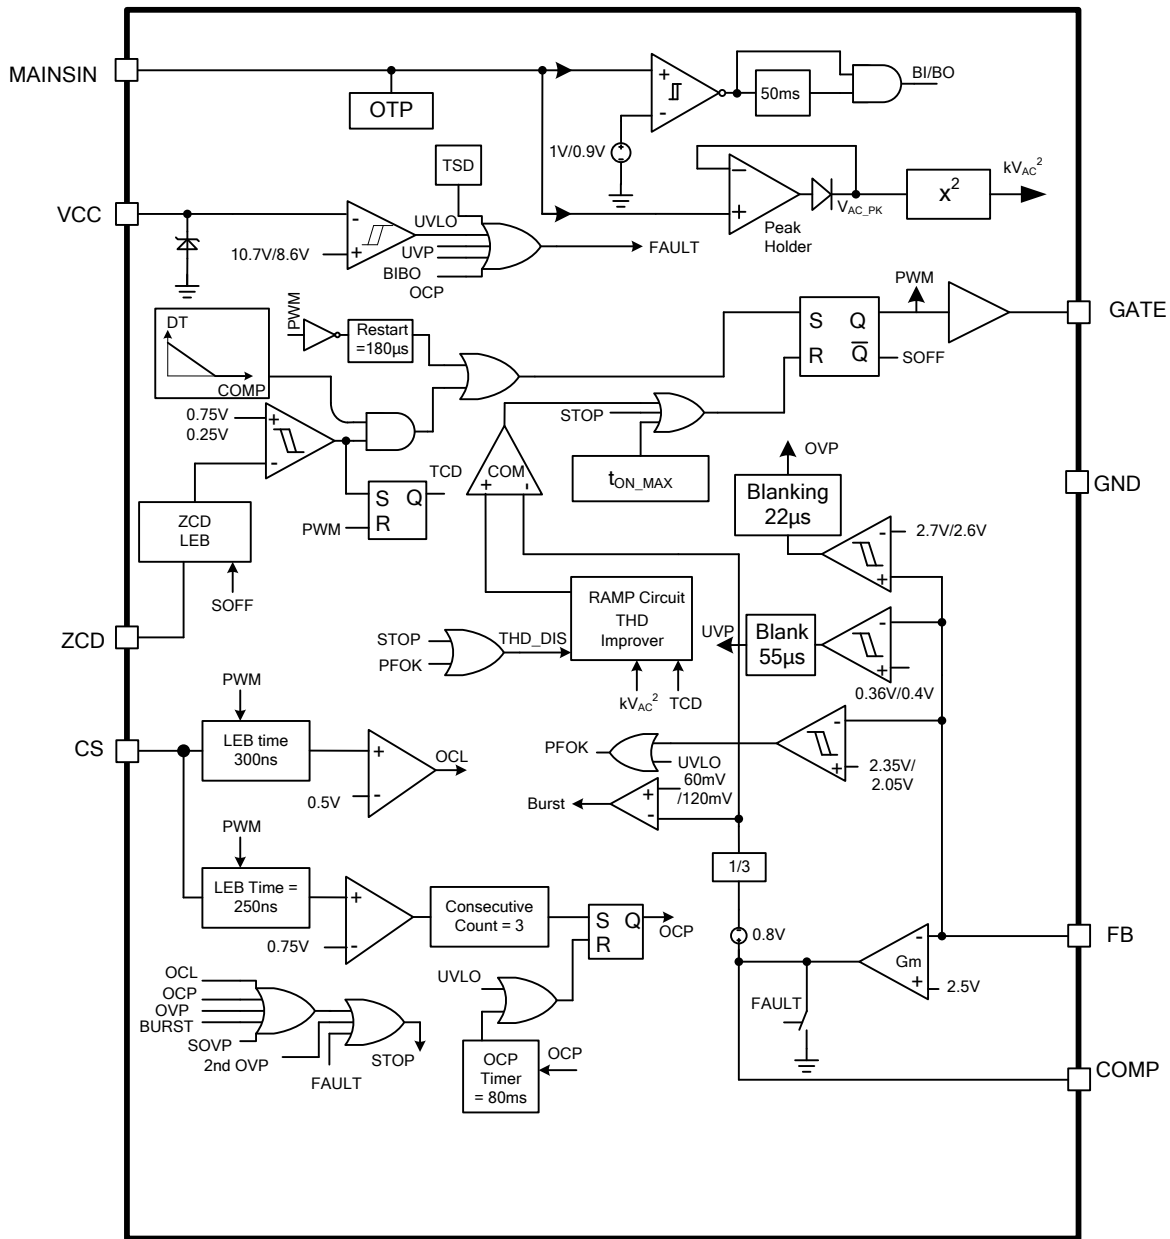 MAINSIN
OTP
+
-
50ms
BI/BO
1V/0.9V
TSD
−
+
Peak
Holder
V_AC_PK
x²
kV_AC²
VCC
-
+
10.7V/8.6V
UVLO
UVP
BIBO
OCP
FAULT
PWM
GATE
DT
COMP
PWM
Restart
=180µs
S Q
R Q̅
SOFF
0.75V
0.25V
+
-
STOP
t_ON_MAX
COM
+ -
TCD
S Q
R
PWM
OVP
Blanking
22µs
GND
2.7V/2.6V
-
+
ZCD
LEB
SOFF
ZCD
RAMP Circuit
THD
Improver
STOP
PFOK
THD_DIS
kV_AC²
TCD
UVP
Blank
55µs
-
+
0.36V/0.4V
PWM
CS
LEB time
300ns
+
-
0.5V
OCL
PFOK
UVLO
-
+
2.35V/
2.05V
60mV
/120mV
Burst
+
-
1/3
PWM
LEB Time =
250ns
+
-
0.75V
Consecutive
Count = 3
S Q
R
OCP
0.8V
-
Gm
+
2.5V
FB
UVLO
FAULT
OCL
OCP
OVP
BURST
SOVP
2nd OVP
FAULT
STOP
OCP
Timer
= 80ms
OCP
COMP